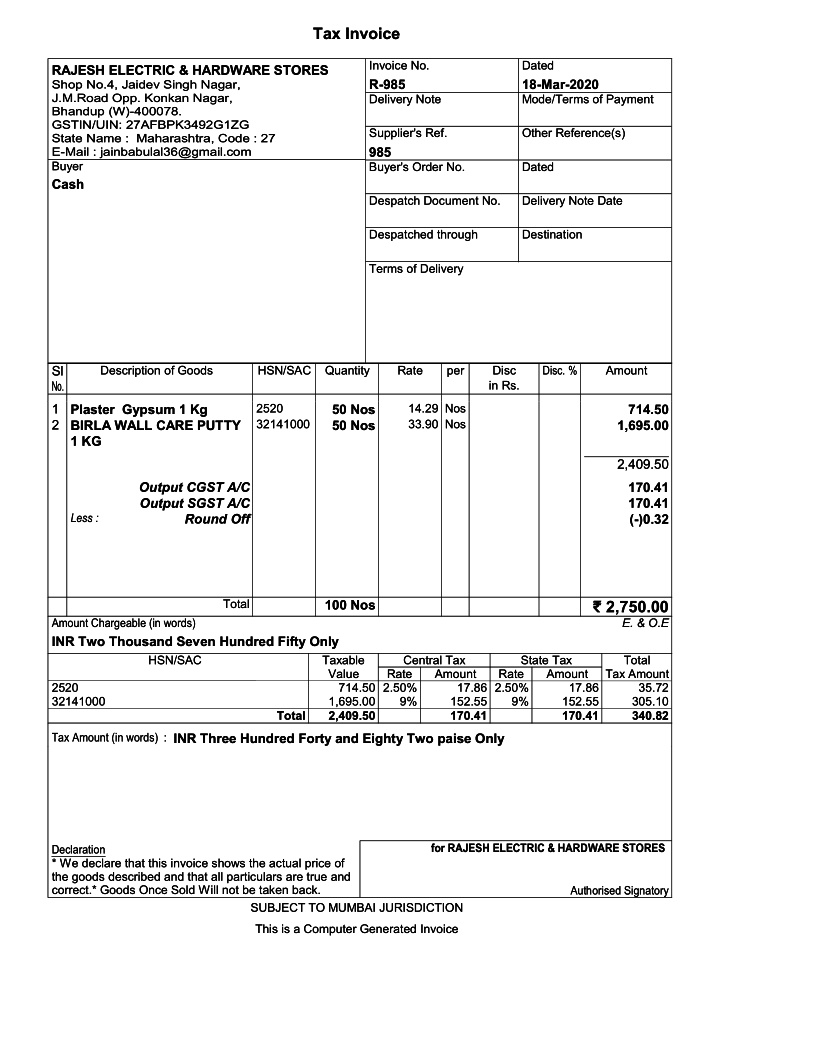 Tax Invoice
RAJESH ELECTRIC & HARDWARE STORES
Shop No.4, Jaidev Singh Nagar,
J.M.Road Opp. Konkan Nagar,
Bhandup (W)-400078.
GSTIN/UIN: 27AFBPK3492G1ZG
State Name : Maharashtra, Code : 27
E-Mail : jainbabulal36@gmail.com
Buyer
Cash
Invoice No. Dated
R-985 18-Mar-2020
Delivery Note Mode/Terms of Payment
Supplier's Ref. Other Reference(s)
985
Buyer's Order No. Dated
Despatch Document No. Delivery Note Date
Despatched through Destination
Terms of Delivery
Sl Description of Goods HSN/SAC Quantity Rate per Disc Disc. % Amount
No. in Rs.
1 Plaster Gypsum 1 Kg 2520 50 Nos 14.29 Nos 714.50
2 BIRLA WALL CARE PUTTY 32141000 50 Nos 33.90 Nos 1,695.00
1 KG
2,409.50
Output CGST A/C 170.41
Output SGST A/C 170.41
Less : Round Off (-)0.32
Total 100 Nos ₹ 2,750.00
Amount Chargeable (in words) E. & O.E
INR Two Thousand Seven Hundred Fifty Only
HSN/SAC Taxable Central Tax State Tax Total
Value Rate Amount Rate Amount Tax Amount
2520 714.50 2.50% 17.86 2.50% 17.86 35.72
32141000 1,695.00 9% 152.55 9% 152.55 305.10
Total 2,409.50 170.41 170.41 340.82
Tax Amount (in words) : INR Three Hundred Forty and Eighty Two paise Only
Declaration
* We declare that this invoice shows the actual price of
the goods described and that all particulars are true and
correct.* Goods Once Sold Will not be taken back.
for RAJESH ELECTRIC & HARDWARE STORES
Authorised Signatory
SUBJECT TO MUMBAI JURISDICTION
This is a Computer Generated Invoice